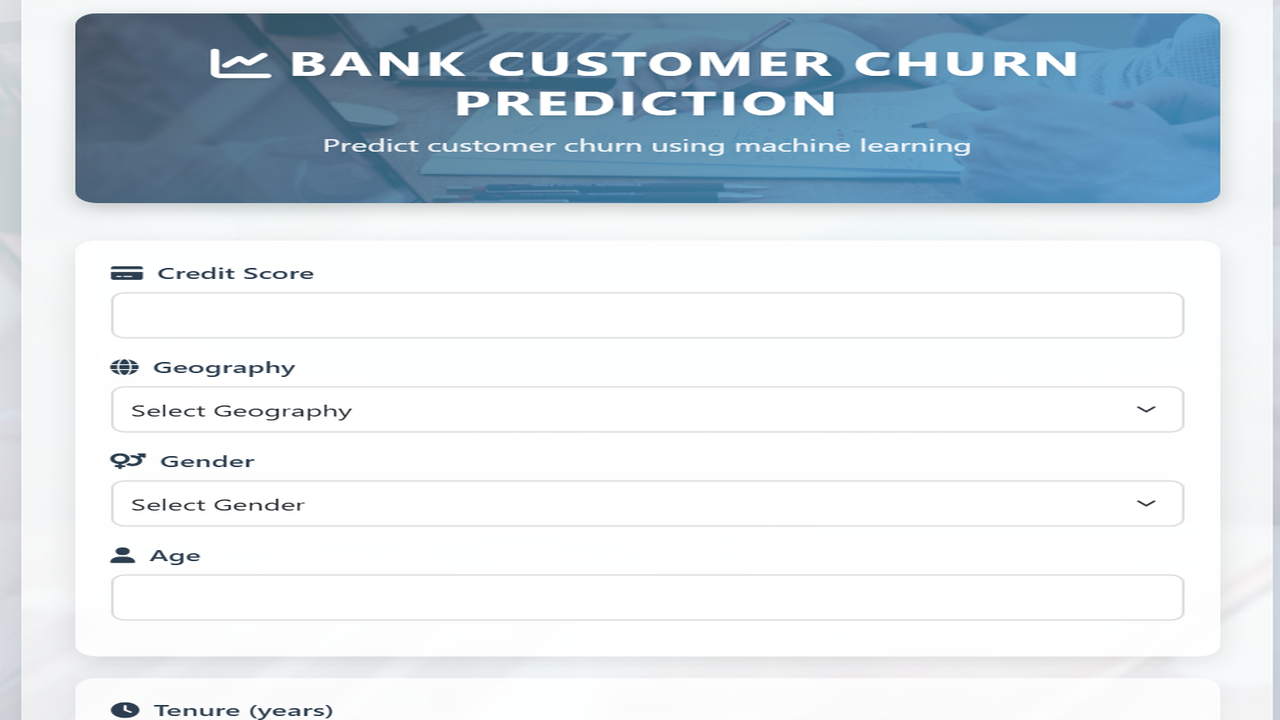 BANK CUSTOMER CHURN
PREDICTION
Predict customer churn using machine learning
Credit Score
Geography
Select Geography
Gender
Select Gender
Age
Tenure (years)